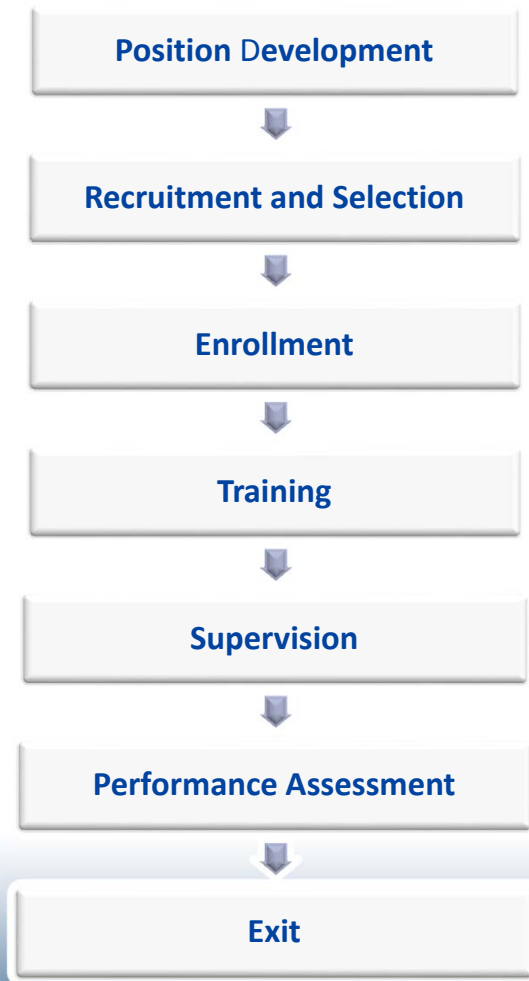 Position Development
Recruitment and Selection
Enrollment
Training
Supervision
Performance Assessment
Exit